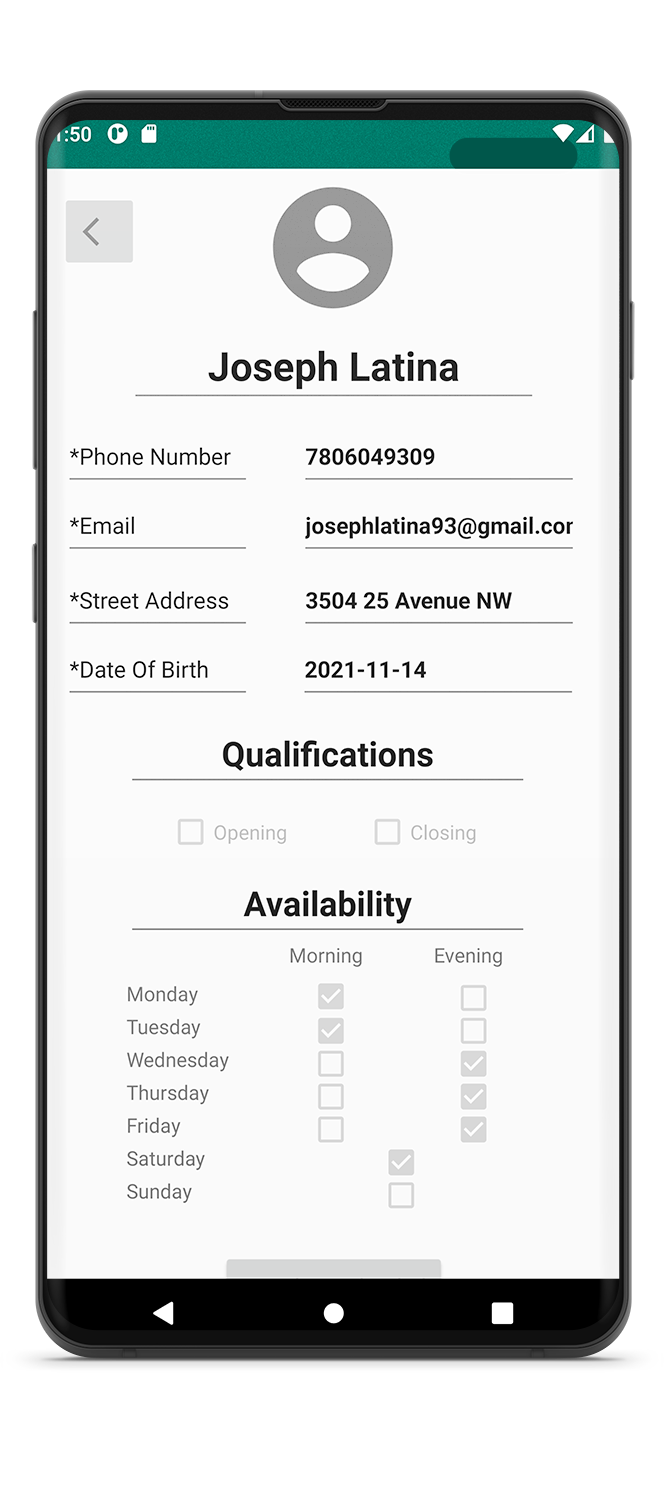 1:50
Joseph Latina
*Phone Number 7806049309
*Email josephlatina93@gmail.cor
*Street Address 3504 25 Avenue NW
*Date Of Birth 2021-11-14
Qualifications
Opening Closing
Availability
Morning Evening
Monday
Tuesday
Wednesday
Thursday
Friday
Saturday
Sunday